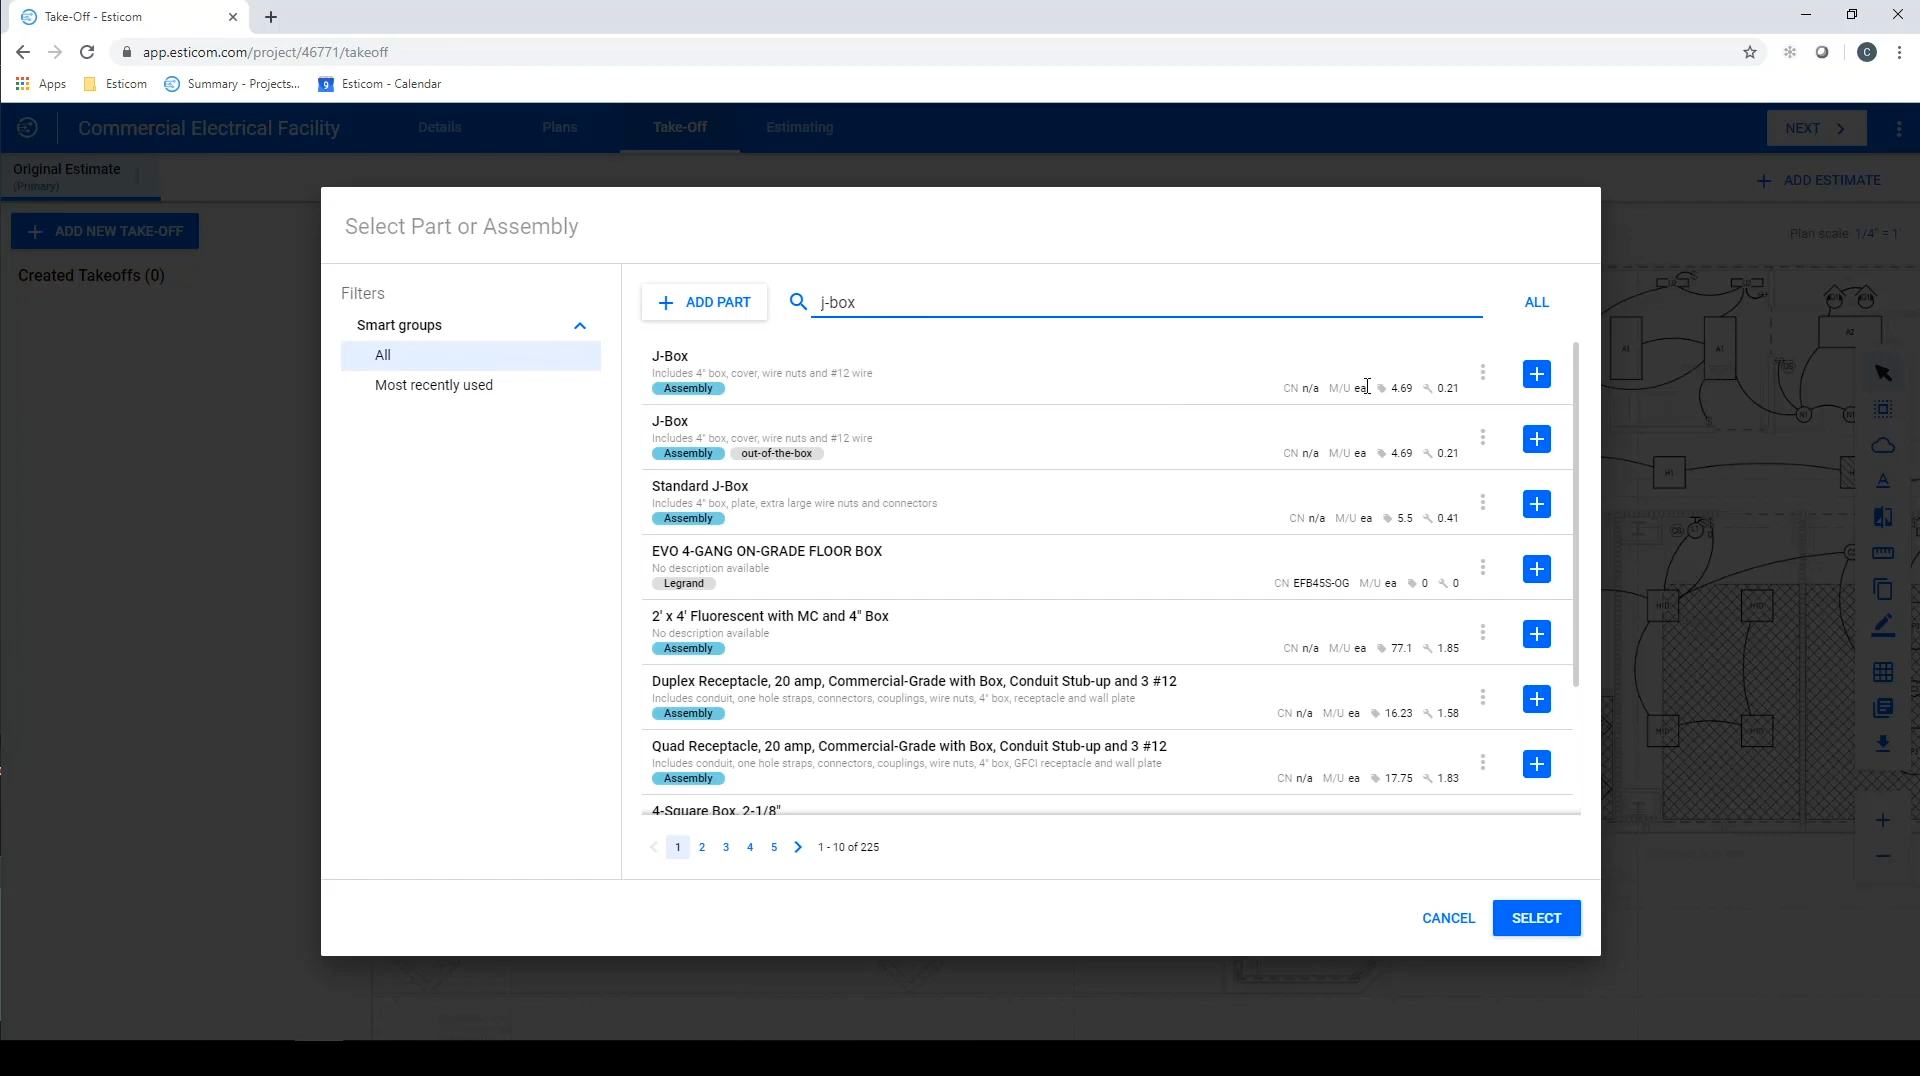 Take-Off - Esticom
app.esticom.com/project/46771/takeoff
C
Apps
Esticom
Summary - Projects...
9
Esticom - Calendar
Commercial Electrical Facility
Details
Plans
Take-Off
Estimating
NEXT
Original Estimate
(Primary)
ADD ESTIMATE
ADD NEW TAKE-OFF
Plan scale: 1/4" = 1'
Created Takeoffs (0)
Select Part or Assembly
Filters
Smart groups
All
Most recently used
ADD PART
j-box
ALL
J-Box
Includes 4" box, cover, wire nuts and #12 wire
Assembly
CN n/a M/U ea 4.69 0.21
J-Box
Includes 4" box, cover, wire nuts and #12 wire
Assembly out-of-the-box
CN n/a M/U ea 4.69 0.21
Standard J-Box
Includes 4" box, plate, extra large wire nuts and connectors
Assembly
CN n/a M/U ea 5.5 0.41
EVO 4-GANG ON-GRADE FLOOR BOX
No description available
Legrand
CN EFB45S-OG M/U ea 0 0
2' x 4' Fluorescent with MC and 4" Box
No description available
Assembly
CN n/a M/U ea 77.1 1.85
Duplex Receptacle, 20 amp, Commercial-Grade with Box, Conduit Stub-up and 3 #12
Includes conduit, one hole straps, connectors, couplings, wire nuts, 4" box, receptacle and wall plate
Assembly
CN n/a M/U ea 16.23 1.58
Quad Receptacle, 20 amp, Commercial-Grade with Box, Conduit Stub-up and 3 #12
Includes conduit, one hole straps, connectors, couplings, wire nuts, 4" box, GFCI receptacle and wall plate
Assembly
CN n/a M/U ea 17.75 1.83
4-Square Box, 2-1/8"
1 2 3 4 5 1 - 10 of 225
CANCEL
SELECT